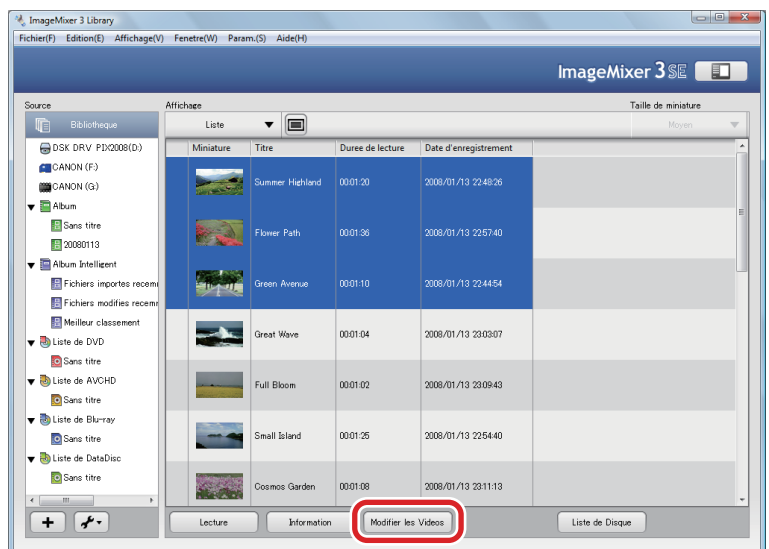 ImageMixer 3 Library
Fichier(F) Edition(E) Affichage(V) Fenetre(W) Param.(S) Aide(H)
ImageMixer 3 SE
Source
Affichage
Taille de miniature
Bibliotheque
Liste
Moyen
DSK DRV PIX2008(D:)
CANON (F:)
CANON (G:)
Album
Sans titre
20080113
Album Intelligent
Fichiers importes recem
Fichiers modifies recem
Meilleur classement
Liste de DVD
Sans titre
Liste de AVCHD
Sans titre
Liste de Blu-ray
Sans titre
Liste de DataDisc
Sans titre
Miniature Titre Duree de lecture Date d'enregistrement
Summer Highland 00:01:20 2008/01/13 22:48:26
Flower Path 00:01:36 2008/01/13 22:57:40
Green Avenue 00:01:10 2008/01/13 22:44:54
Great Wave 00:01:04 2008/01/13 23:03:07
Full Bloom 00:01:02 2008/01/13 23:09:43
Small Island 00:01:25 2008/01/13 22:54:40
Cosmos Garden 00:01:08 2008/01/13 23:11:13
Lecture
Information
Modifier les Videos
Liste de Disque